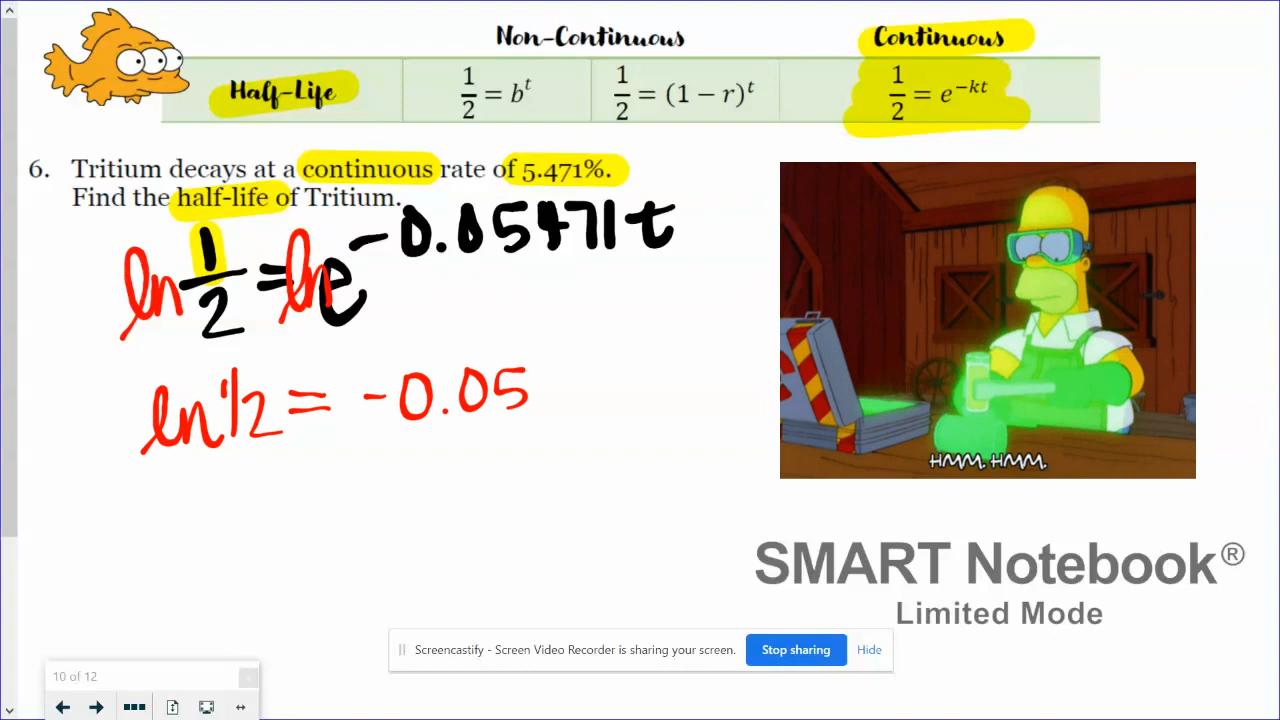 Non-Continuous Continuous
Half-Life 1/2 = b^t 1/2 = (1 − r)^t 1/2 = e^−kt
6. Tritium decays at a continuous rate of 5.471%.
Find the half-life of Tritium.
ln 1/2 = ln e^−0.05471t
ln 1/2 = -0.05
HMM. HMM.
SMART Notebook®
Limited Mode
Screencastify - Screen Video Recorder is sharing your screen. Stop sharing Hide
10 of 12